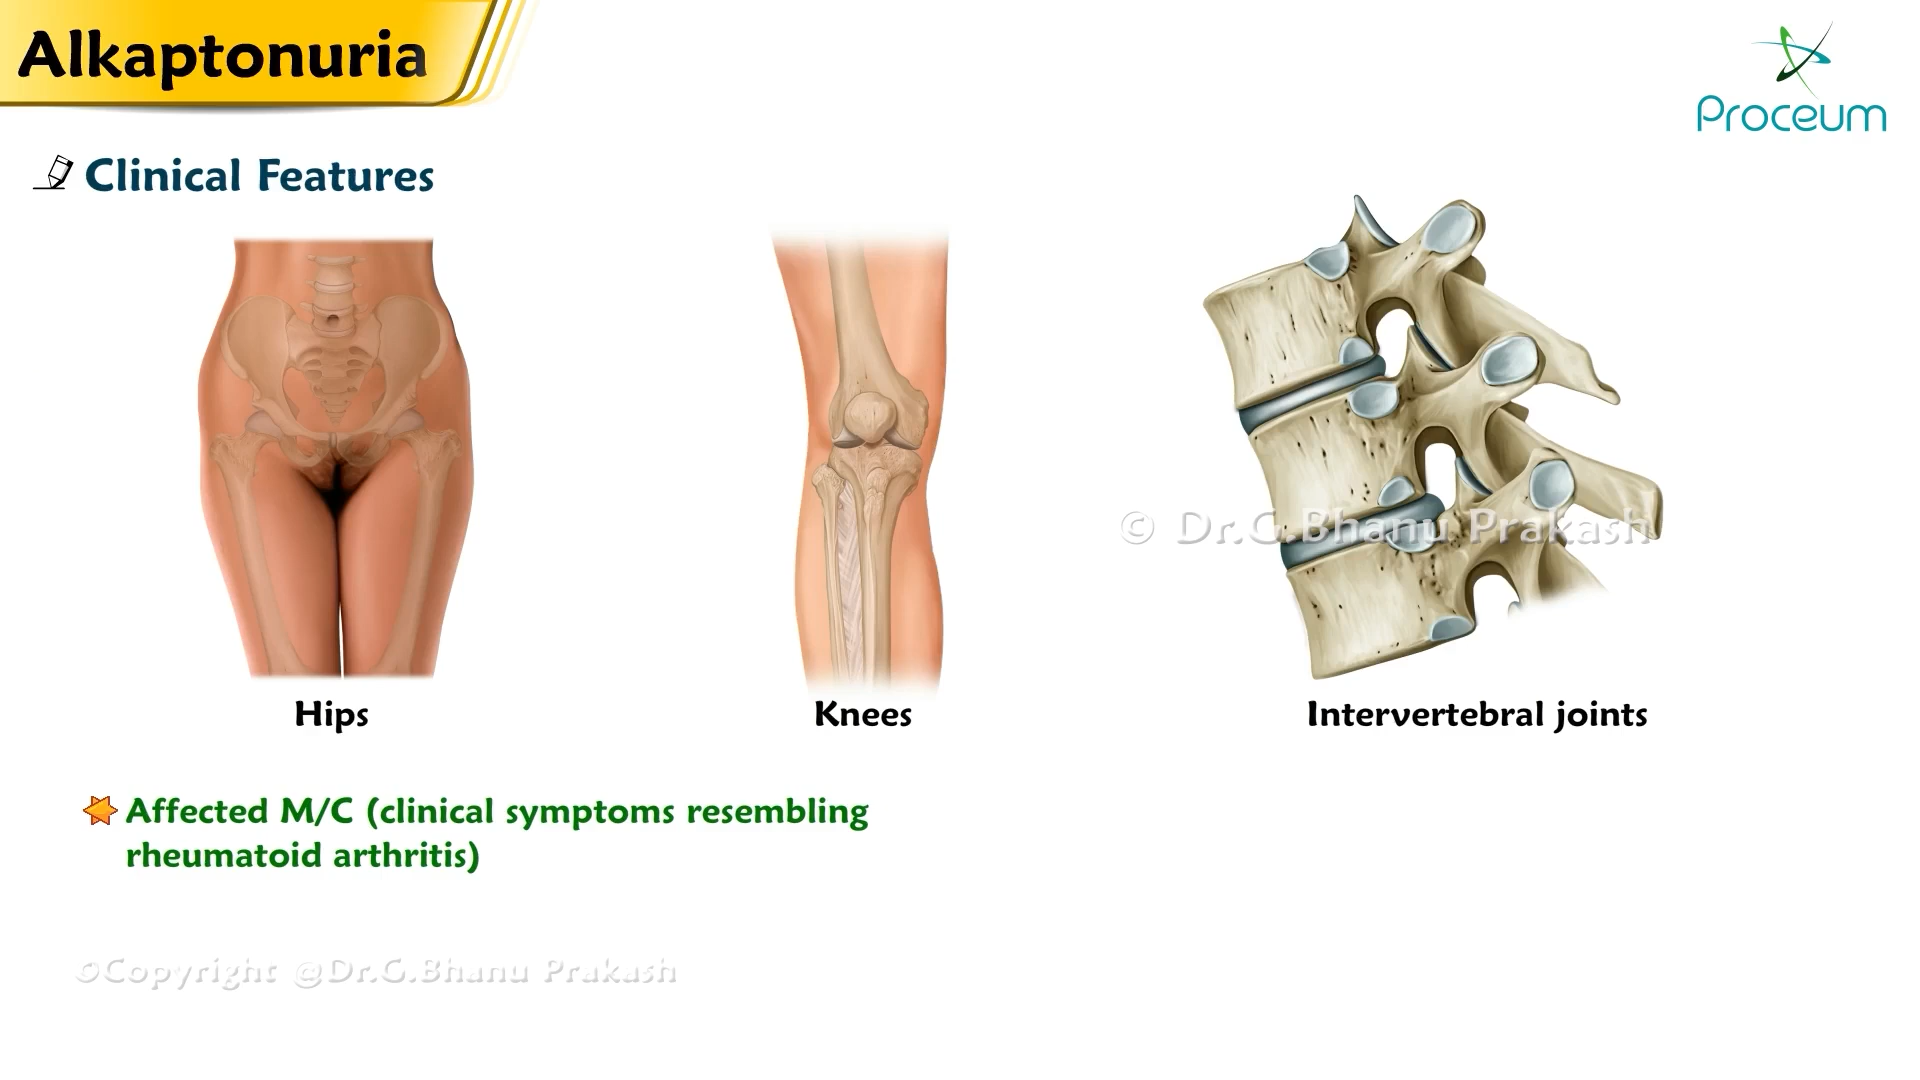 Alkaptonuria
Proceum
Clinical Features
© Dr.G.Bhanu Prakash
Hips
Knees
Intervertebral joints
Affected M/C (clinical symptoms resembling
rheumatoid arthritis)
©Copyright @Dr.G.Bhanu Prakash